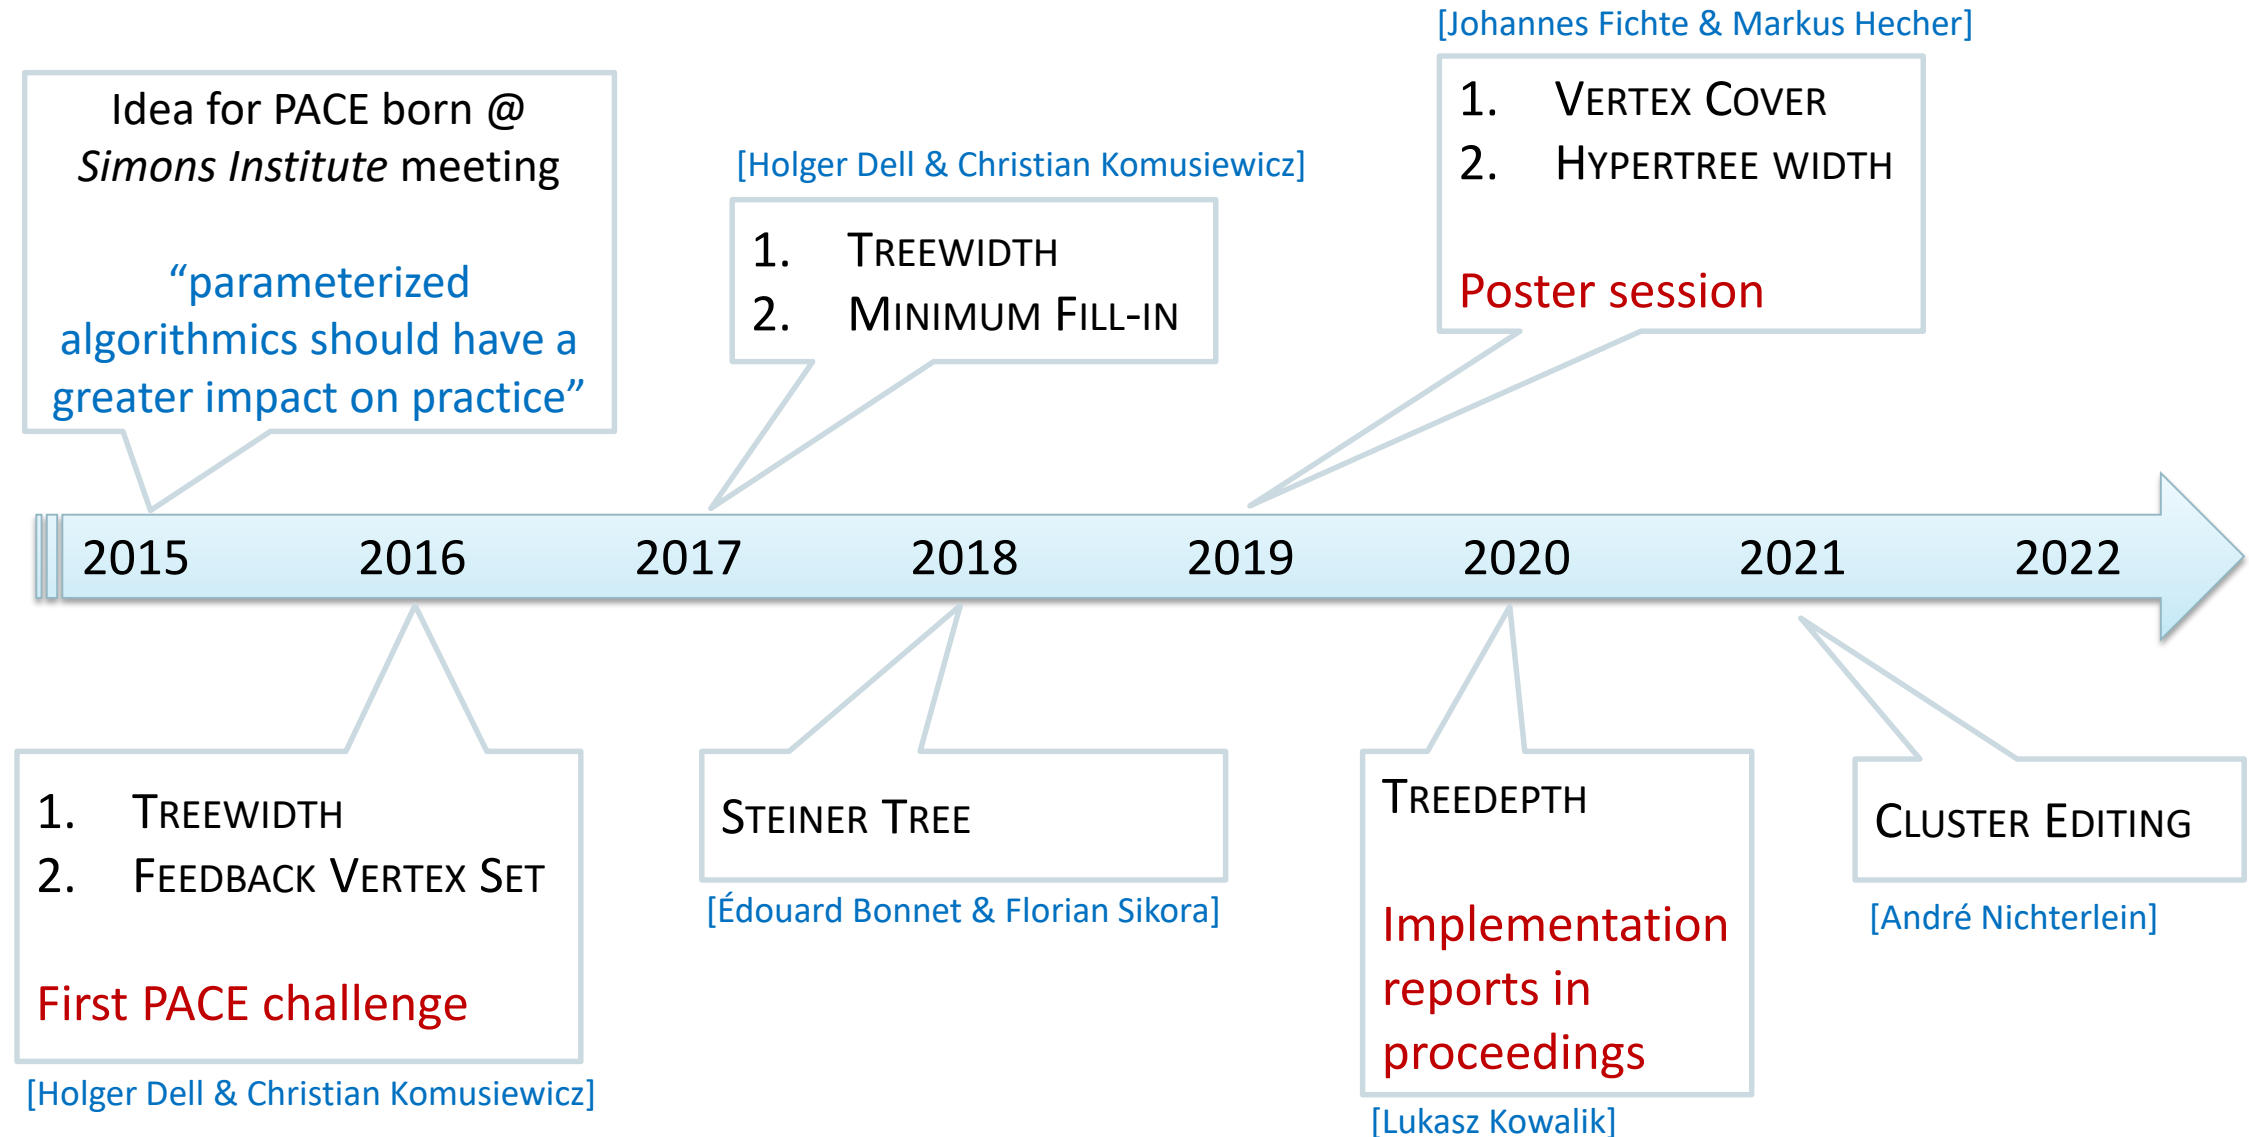 Idea for PACE born @
Simons Institute meeting
“parameterized
algorithmics should have a
greater impact on practice”
[Holger Dell & Christian Komusiewicz]
1. TREEWIDTH
2. MINIMUM FILL-IN
[Johannes Fichte & Markus Hecher]
1. VERTEX COVER
2. HYPERTREE WIDTH
Poster session
2015 2016 2017 2018 2019 2020 2021 2022
1. TREEWIDTH
2. FEEDBACK VERTEX SET
First PACE challenge
[Holger Dell & Christian Komusiewicz]
STEINER TREE
[Édouard Bonnet & Florian Sikora]
TREEDEPTH
Implementation
reports in
proceedings
[Lukasz Kowalik]
CLUSTER EDITING
[André Nichterlein]